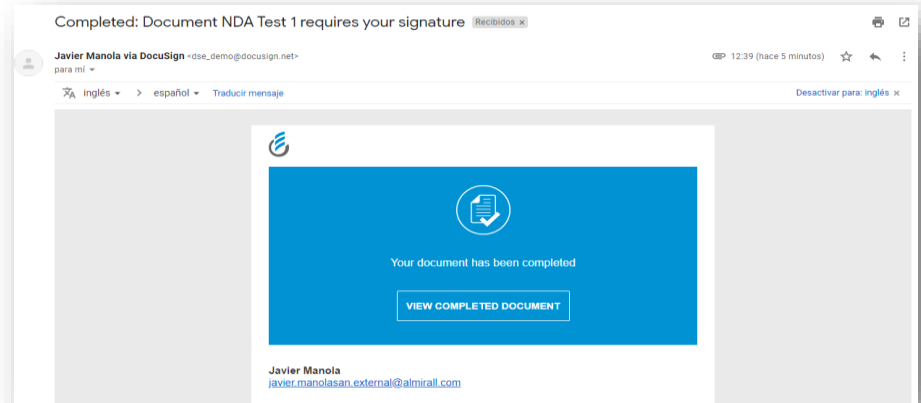 Completed: Document NDA Test 1 requires your signature Recibidos ×
Javier Manola via DocuSign <dse_demo@docusign.net>
12:39 (hace 5 minutos)
para mí
inglés > español Traducir mensaje
Desactivar para: inglés ×
Your document has been completed
VIEW COMPLETED DOCUMENT
Javier Manola
javier.manolasan.external@almirall.com